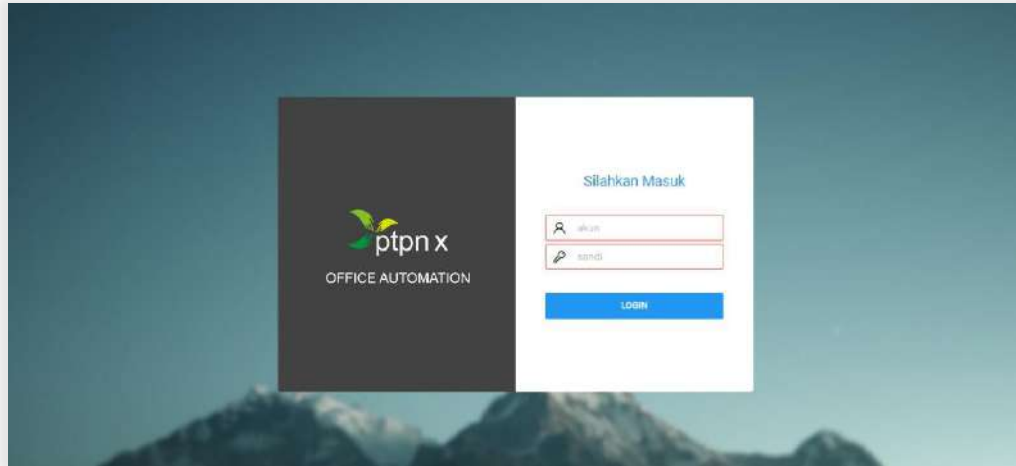 ptpn x
OFFICE AUTOMATION
Silahkan Masuk
akun
sandi
LOGIN